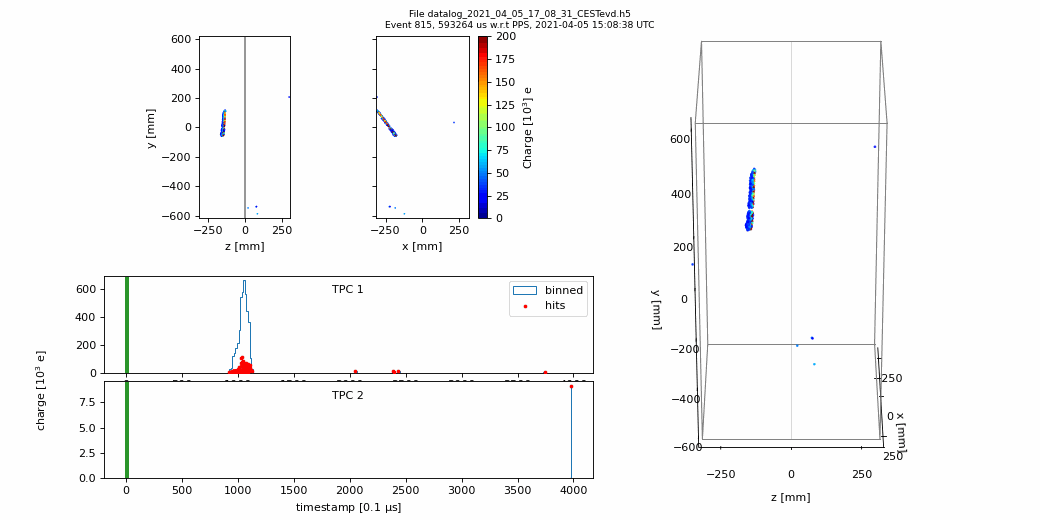 File datalog_2021_04_05_17_08_31_CESTevd.h5
Event 815, 593264 us w.r.t PPS, 2021-04-05 15:08:38 UTC
600
400
200
0
−200
−400
−600
y [mm]
−250 0 250
z [mm]
−250 0 250
x [mm]
200
175
150
125
100
75
50
25
0
Charge [10³] e
TPC 1
binned
hits
600
400
200
0
TPC 2
7.5
5.0
2.5
0.0
charge [10³ e]
0 500 1000 1500 2000 2500 3000 3500 4000
timestamp [0.1 µs]
600
400
200
0
−200
−400
−600
y [mm]
−250 0 250
z [mm]
−250
0
250
x [mm]